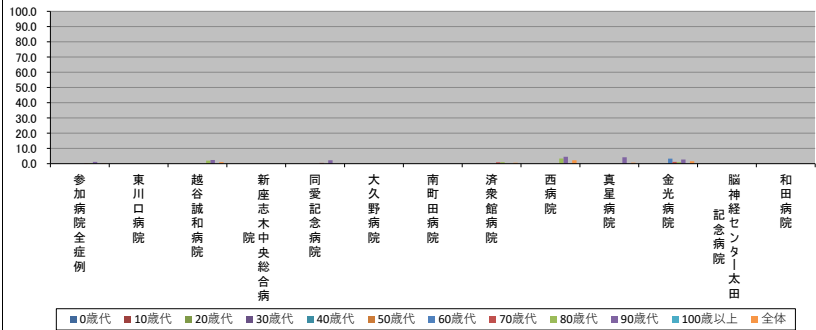 100.0
90.0
80.0
70.0
60.0
50.0
40.0
30.0
20.0
10.0
0.0
参加病院全症例
東川口病院
越谷誠和病院
新座志木中央総合病
院
同愛記念病院
大久野病院
南町田病院
済衆館病院
西病院
真星病院
金光病院
脳神経センター太田
記念病院
和田病院
0歳代 10歳代 20歳代 30歳代 40歳代 50歳代 60歳代 70歳代 80歳代 90歳代 100歳以上 全体